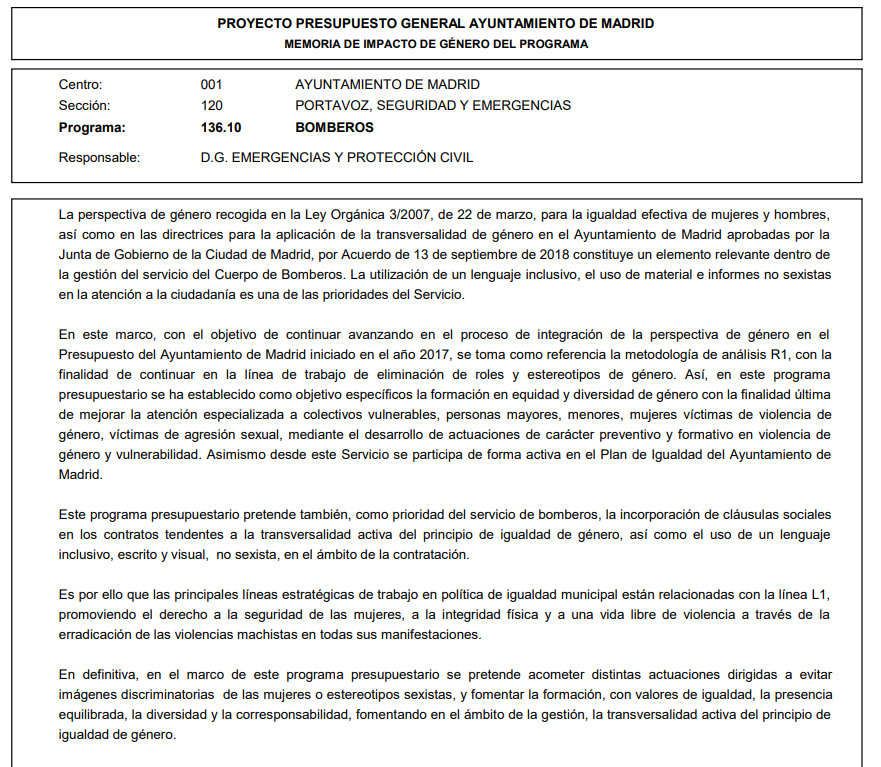 PROYECTO PRESUPUESTO GENERAL AYUNTAMIENTO DE MADRID
MEMORIA DE IMPACTO DE GÉNERO DEL PROGRAMA
Centro: 001 AYUNTAMIENTO DE MADRID
Sección: 120 PORTAVOZ, SEGURIDAD Y EMERGENCIAS
Programa: 136.10 BOMBEROS
Responsable: D.G. EMERGENCIAS Y PROTECCIÓN CIVIL
La perspectiva de género recogida en la Ley Orgánica 3/2007, de 22 de marzo, para la igualdad efectiva de mujeres y hombres,
así como en las directrices para la aplicación de la transversalidad de género en el Ayuntamiento de Madrid aprobadas por la
Junta de Gobierno de la Ciudad de Madrid, por Acuerdo de 13 de septiembre de 2018 constituye un elemento relevante dentro de
la gestión del servicio del Cuerpo de Bomberos. La utilización de un lenguaje inclusivo, el uso de material e informes no sexistas
en la atención a la ciudadanía es una de las prioridades del Servicio.
En este marco, con el objetivo de continuar avanzando en el proceso de integración de la perspectiva de género en el
Presupuesto del Ayuntamiento de Madrid iniciado en el año 2017, se toma como referencia la metodología de análisis R1, con la
finalidad de continuar en la línea de trabajo de eliminación de roles y estereotipos de género. Así, en este programa
presupuestario se ha establecido como objetivo específicos la formación en equidad y diversidad de género con la finalidad última
de mejorar la atención especializada a colectivos vulnerables, personas mayores, menores, mujeres víctimas de violencia de
género, víctimas de agresión sexual, mediante el desarrollo de actuaciones de carácter preventivo y formativo en violencia de
género y vulnerabilidad. Asimismo desde este Servicio se participa de forma activa en el Plan de Igualdad del Ayuntamiento de
Madrid.
Este programa presupuestario pretende también, como prioridad del servicio de bomberos, la incorporación de cláusulas sociales
en los contratos tendentes a la transversalidad activa del principio de igualdad de género, así como el uso de un lenguaje
inclusivo, escrito y visual, no sexista, en el ámbito de la contratación.
Es por ello que las principales líneas estratégicas de trabajo en política de igualdad municipal están relacionadas con la línea L1,
promoviendo el derecho a la seguridad de las mujeres, a la integridad física y a una vida libre de violencia a través de la
erradicación de las violencias machistas en todas sus manifestaciones.
En definitiva, en el marco de este programa presupuestario se pretende acometer distintas actuaciones dirigidas a evitar
imágenes discriminatorias de las mujeres o estereotipos sexistas, y fomentar la formación, con valores de igualdad, la presencia
equilibrada, la diversidad y la corresponsabilidad, fomentando en el ámbito de la gestión, la transversalidad activa del principio de
igualdad de género.